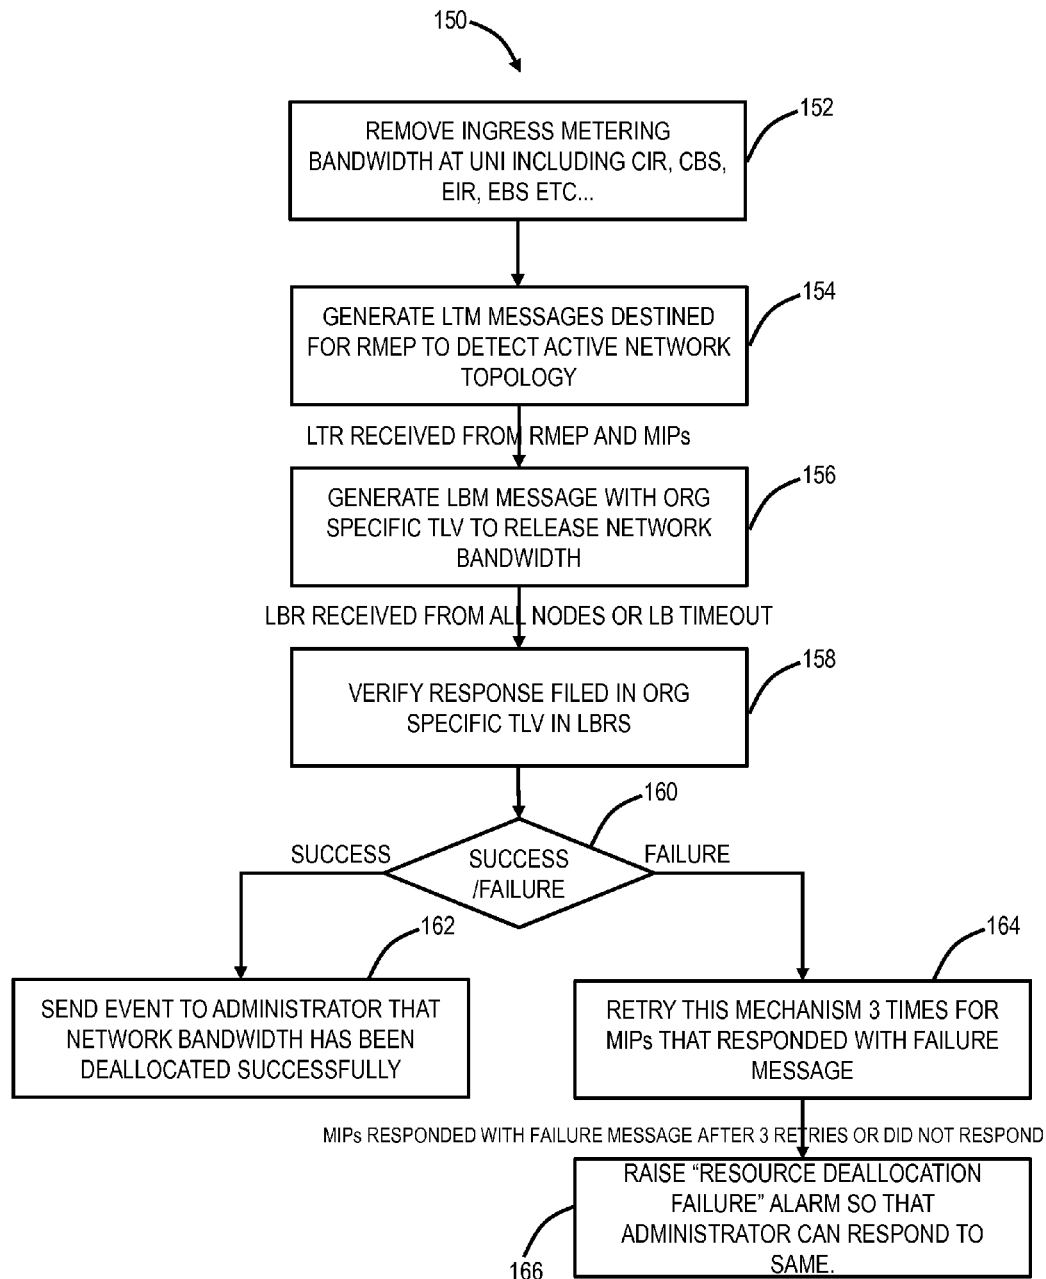 150
152
REMOVE INGRESS METERING
BANDWIDTH AT UNI INCLUDING CIR, CBS,
EIR, EBS ETC...
154
GENERATE LTM MESSAGES DESTINED
FOR RMEP TO DETECT ACTIVE NETWORK
TOPOLOGY
LTR RECEIVED FROM RMEP AND MIPs
156
GENERATE LBM MESSAGE WITH ORG
SPECIFIC TLV TO RELEASE NETWORK
BANDWIDTH
LBR RECEIVED FROM ALL NODES OR LB TIMEOUT
158
VERIFY RESPONSE FILED IN ORG
SPECIFIC TLV IN LBRS
160
SUCCESS
SUCCESS
/FAILURE
FAILURE
162
SEND EVENT TO ADMINISTRATOR THAT
NETWORK BANDWIDTH HAS BEEN
DEALLOCATED SUCCESSFULLY
164
RETRY THIS MECHANISM 3 TIMES FOR
MIPs THAT RESPONDED WITH FAILURE
MESSAGE
MIPs RESPONDED WITH FAILURE MESSAGE AFTER 3 RETRIES OR DID NOT RESPOND
RAISE “RESOURCE DEALLOCATION
FAILURE” ALARM SO THAT
ADMINISTRATOR CAN RESPOND TO
SAME.
166